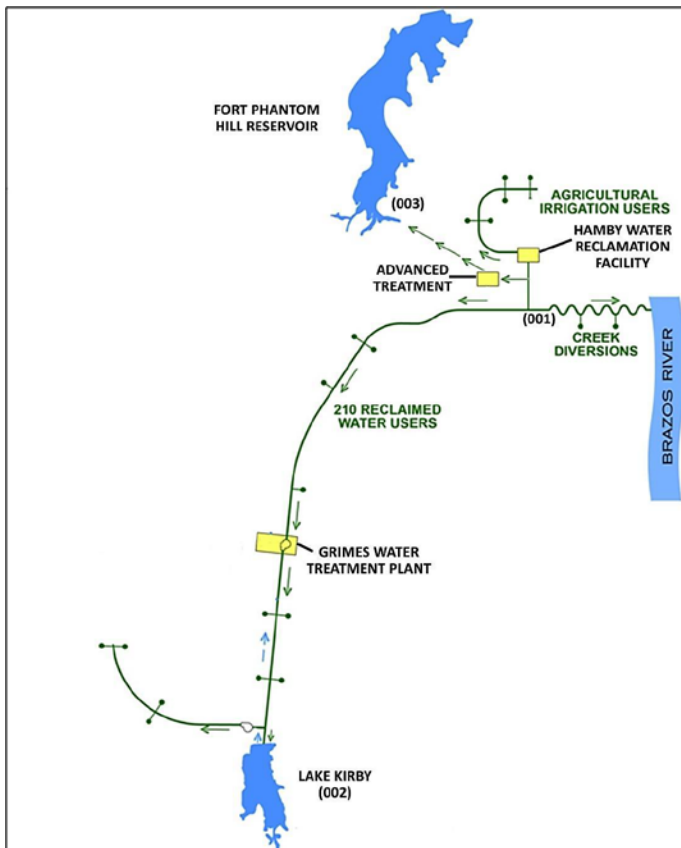 FORT PHANTOM
HILL RESERVOIR
(003)
AGRICULTURAL
IRRIGATION USERS
HAMBY WATER
RECLAMATION
FACILITY
ADVANCED
TREATMENT
(001)
CREEK
DIVERSIONS
BRAZOS RIVER
210 RECLAIMED
WATER USERS
GRIMES WATER
TREATMENT PLANT
LAKE KIRBY
(002)